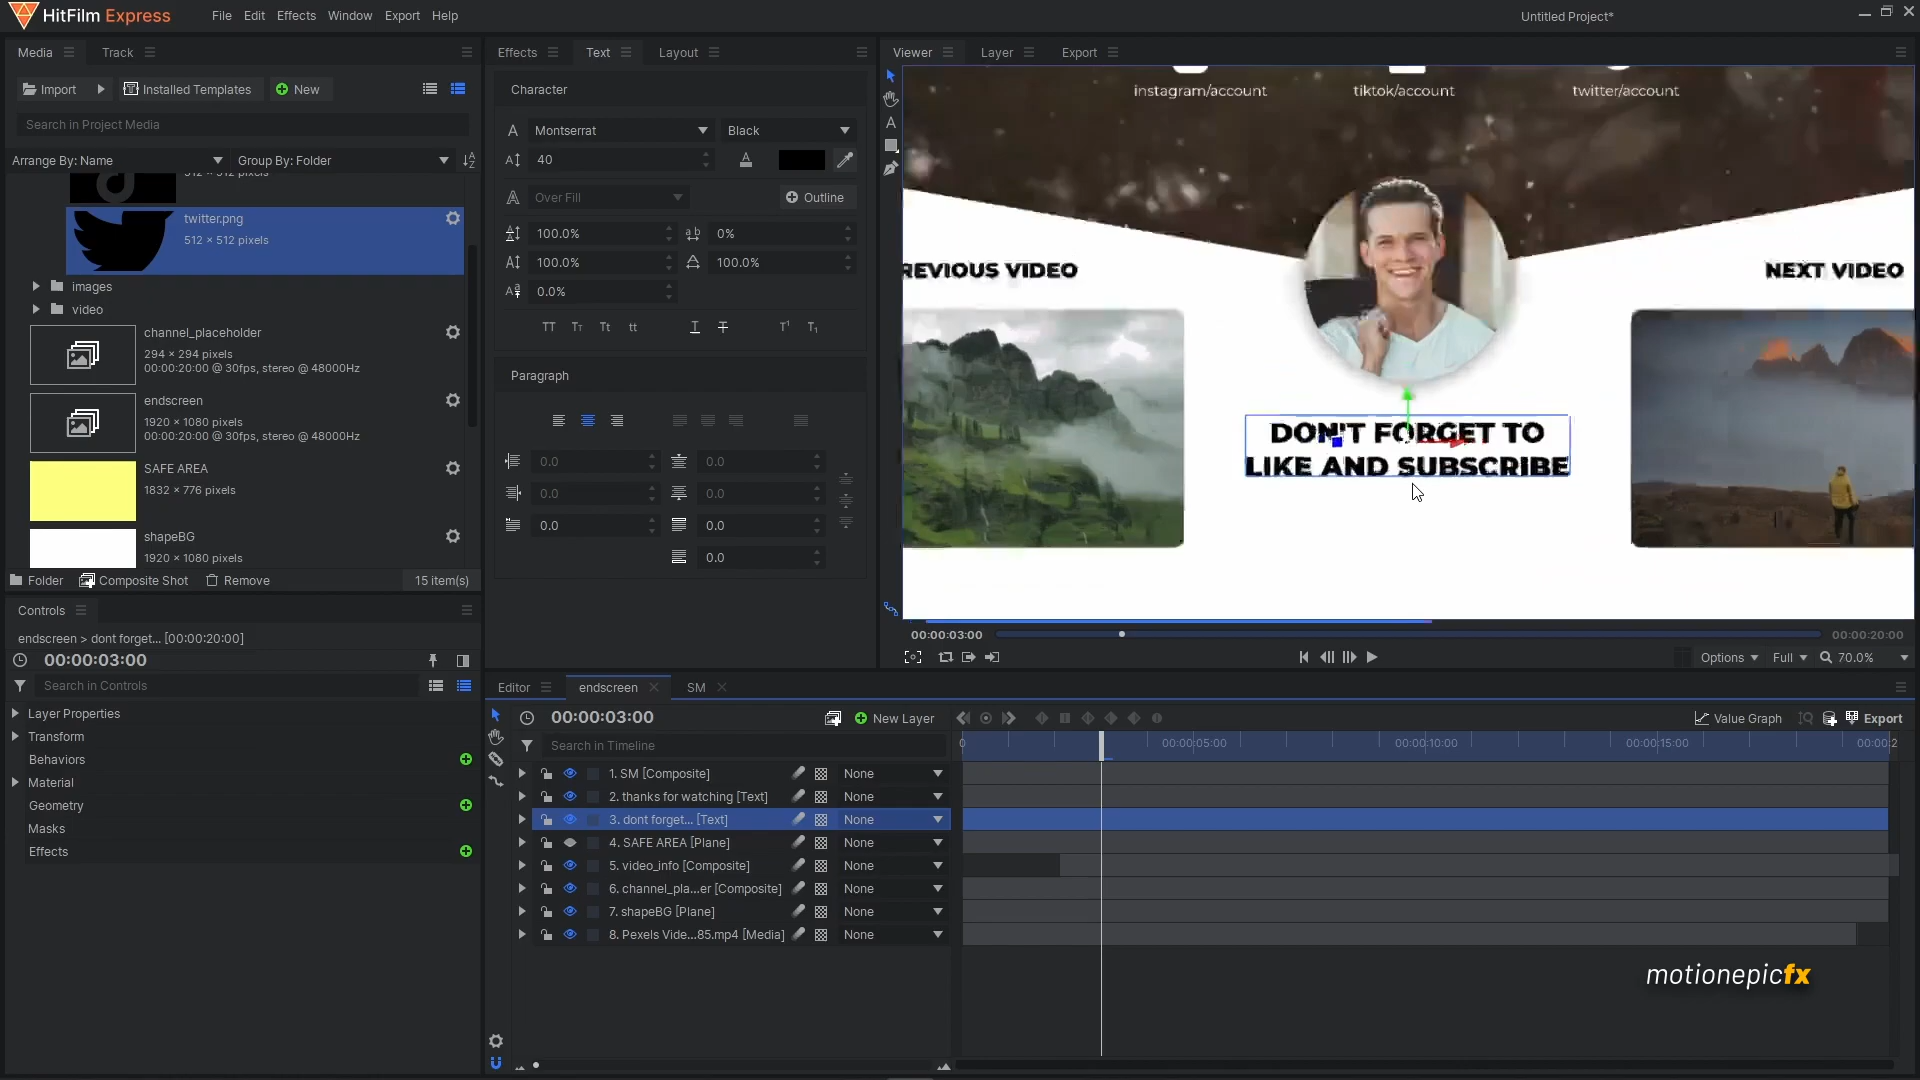 HitFilm Express
File Edit Effects Window Export Help
Untitled Project*
Media
Track
Import
Installed Templates
New
Search in Project Media
Arrange By: Name
Group By: Folder
twitter.png
512 × 512 pixels
images
video
channel_placeholder
294 × 294 pixels
00:00:20:00 @ 30fps, stereo @ 48000Hz
endscreen
1920 × 1080 pixels
00:00:20:00 @ 30fps, stereo @ 48000Hz
SAFE AREA
1832 × 776 pixels
shapeBG
1920 × 1080 pixels
Folder
Composite Shot
Remove
15 item(s)
Controls
endscreen > dont forget... [00:00:20:00]
00:00:03:00
Search in Controls
Layer Properties
Transform
Behaviors
Material
Geometry
Masks
Effects
Effects
Text
Layout
Character
Montserrat
Black
40
Over Fill
Outline
100.0%
0%
100.0%
100.0%
0.0%
Paragraph
0.0
0.0
0.0
0.0
0.0
0.0
0.0
Viewer
Layer
Export
instagram/account
tiktok/account
twitter/account
REVIOUS VIDEO
NEXT VIDEO
DON'T FORGET TO
LIKE AND SUBSCRIBE
00:00:03:00
00:00:20:00
Options
Full
70.0%
Editor
endscreen
SM
00:00:03:00
New Layer
Value Graph
Export
Search in Timeline
0
00:00:05:00
00:00:10:00
00:00:15:00
00:00:2
1. SM [Composite]
None
2. thanks for watching [Text]
None
3. dont forget... [Text]
None
4. SAFE AREA [Plane]
None
5. video_info [Composite]
None
6. channel_pla...er [Composite]
None
7. shapeBG [Plane]
None
8. Pexels Vide...85.mp4 [Media]
None
motionepicfx